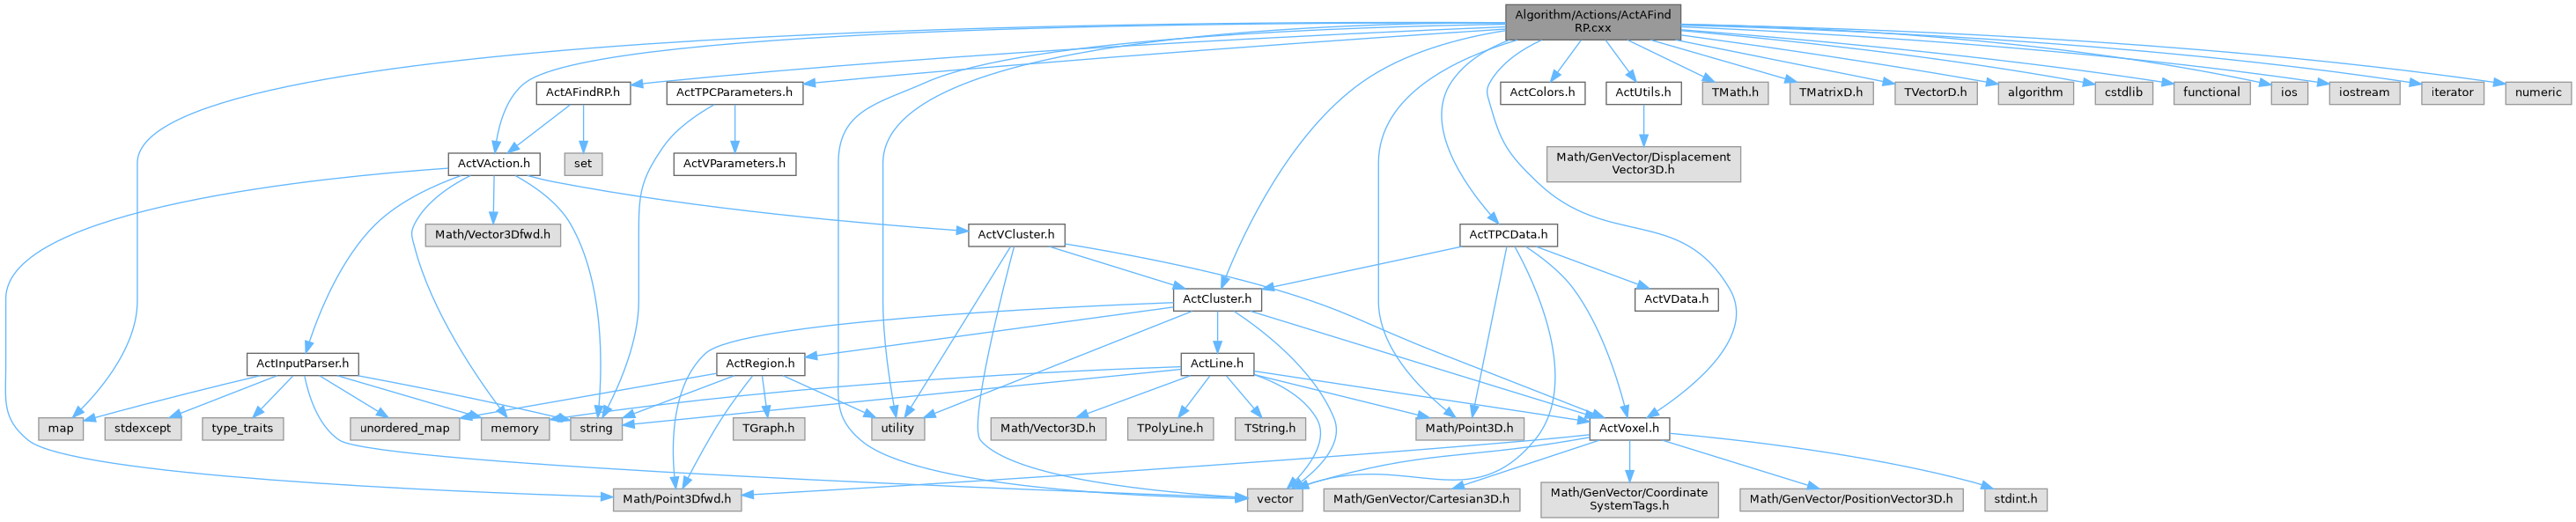 Algorithm/Actions/ActAFind
RP.cxx
ActAFindRP.h
ActTPCParameters.h
ActColors.h
ActUtils.h
TMath.h
TMatrixD.h
TVectorD.h
algorithm
cstdlib
functional
ios
iostream
iterator
numeric
ActVAction.h
set
ActVParameters.h
Math/GenVector/Displacement
Vector3D.h
Math/Vector3Dfwd.h
ActVCluster.h
ActTPCData.h
ActCluster.h
ActVData.h
ActInputParser.h
ActRegion.h
ActLine.h
map
stdexcept
type_traits
unordered_map
memory
string
TGraph.h
utility
Math/Vector3D.h
TPolyLine.h
TString.h
Math/Point3D.h
ActVoxel.h
Math/Point3Dfwd.h
vector
Math/GenVector/Cartesian3D.h
Math/GenVector/Coordinate
SystemTags.h
Math/GenVector/PositionVector3D.h
stdint.h